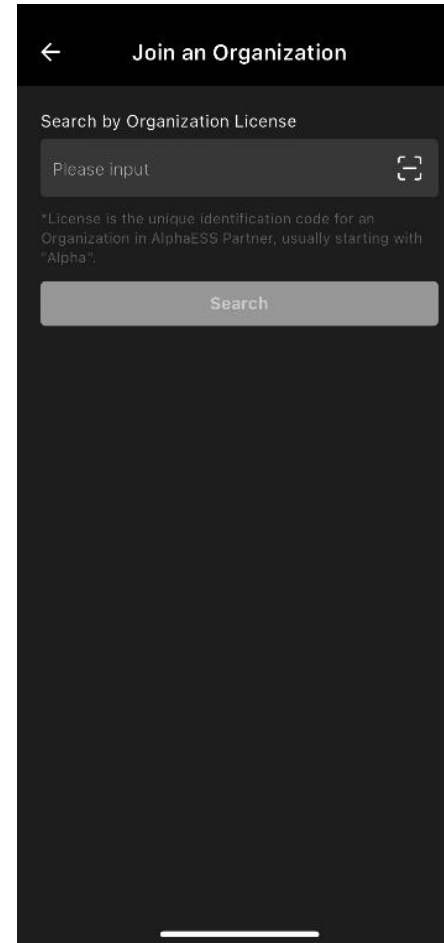 Join an Organization
Search by Organization License
Please input
*License is the unique identification code for an
Organization in AlphaESS Partner, usually starting with
"Alpha".
Search